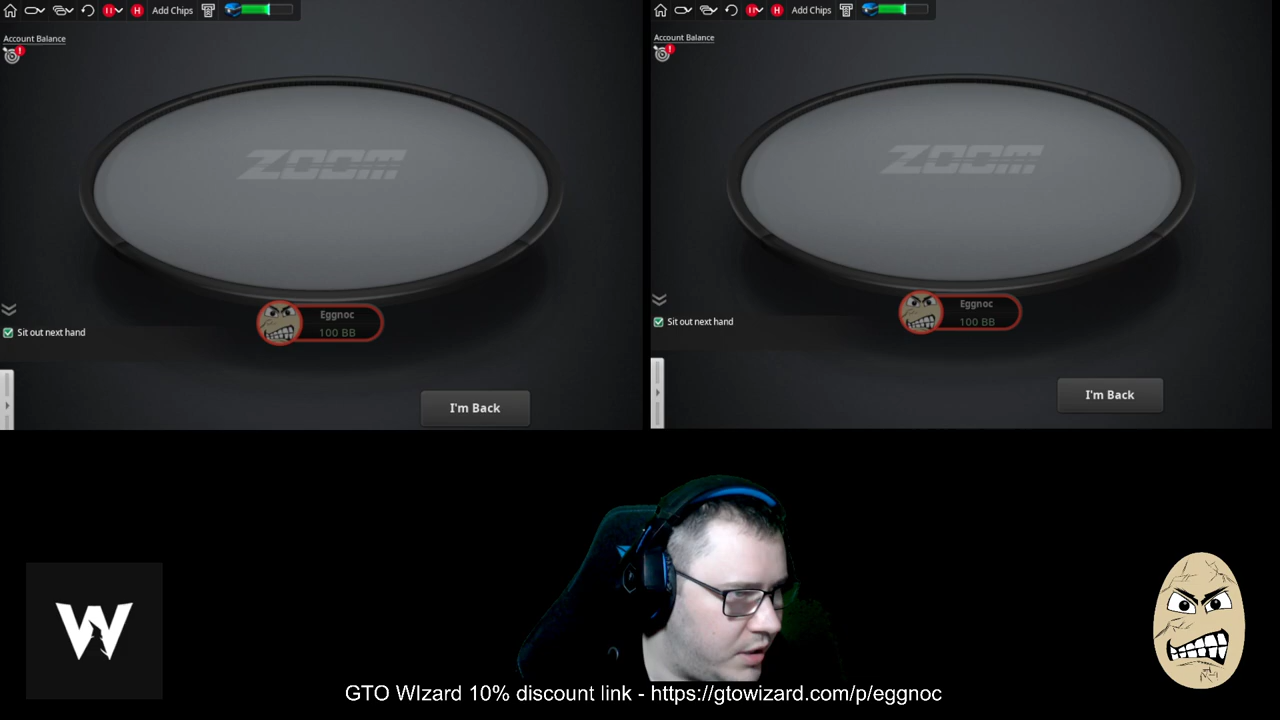 H Add Chips
Account Balance
!
ZOOM
Eggnoc
100 BB
Sit out next hand
I'm Back
H Add Chips
Account Balance
!
ZOOM
Eggnoc
100 BB
Sit out next hand
I'm Back
W
GTO WIzard 10% discount link - https://gtowizard.com/p/eggnoc